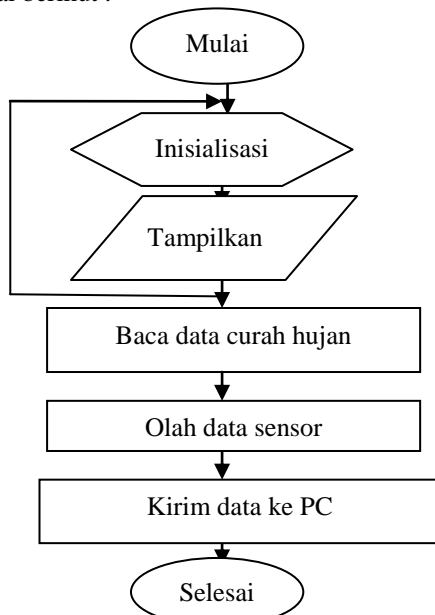 Mulai
Inisialisasi
Tampilkan
Baca data curah hujan
Olah data sensor
Kirim data ke PC
Selesai